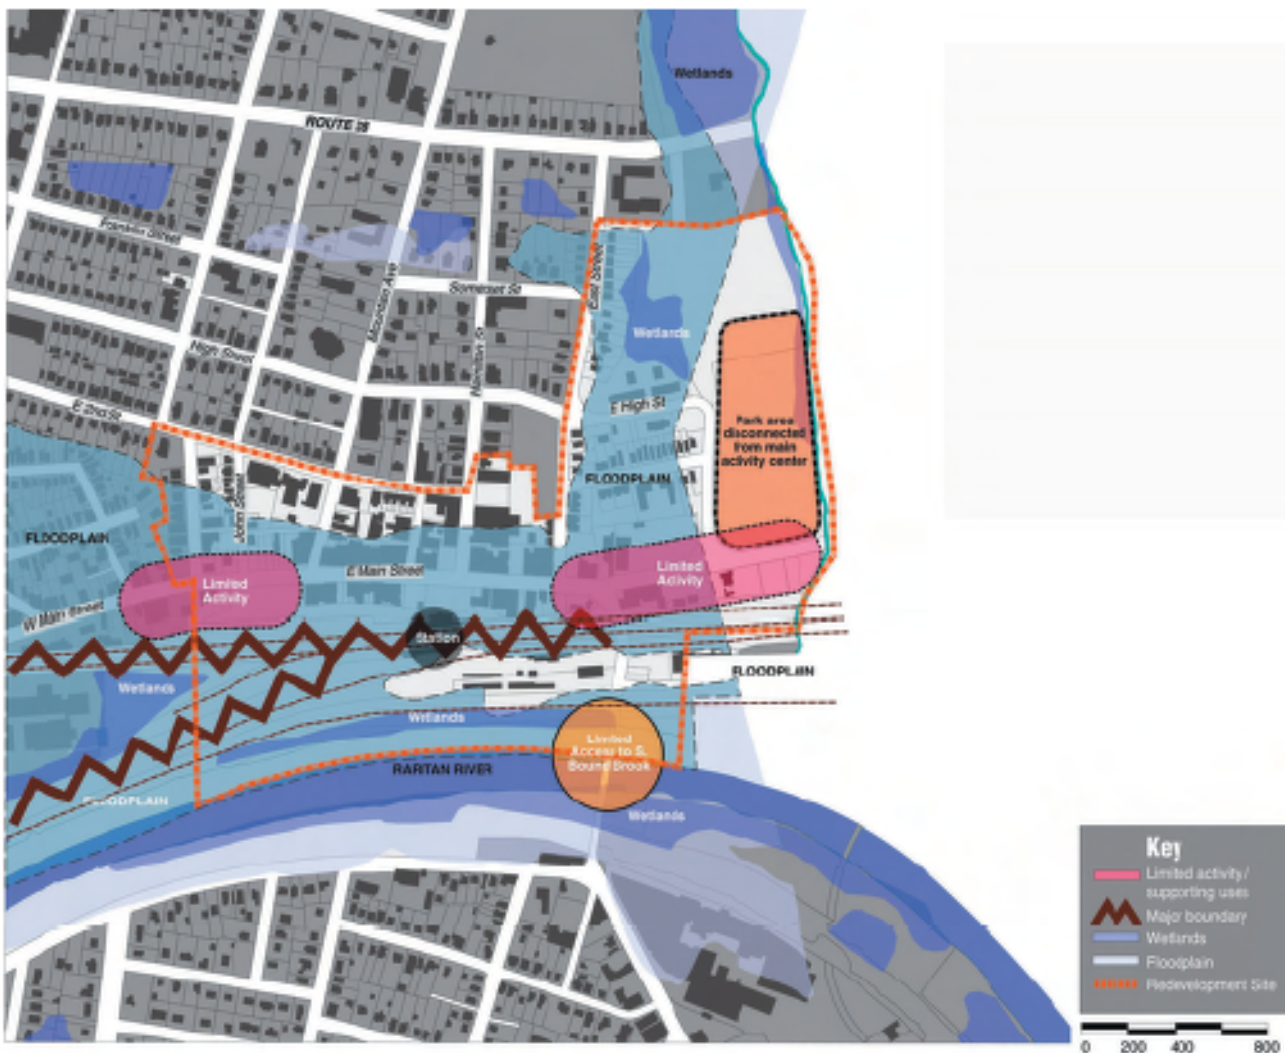 Wetlands
ROUTE 28
Franklin Street
Somerset St
East Street
Mountain Ave
Hamilton St
Wetlands
High Street
E 2nd St
E High St
Park area
disconnected
from main
activity center
FLOODPLAIN
John Street
FLOODPLAIN
Limited
Activity
E Main Street
Limited
Activity
W Main Street
Station
FLOODPLAIN
Wetlands
Wetlands
Limited
Access to S.
Bound Brook
RARITAN RIVER
FLOODPLAIN
Wetlands
Key
Limited activity/
supporting uses
Major boundary
Wetlands
Floodplain
Redevelopment Site
0 200 400 800